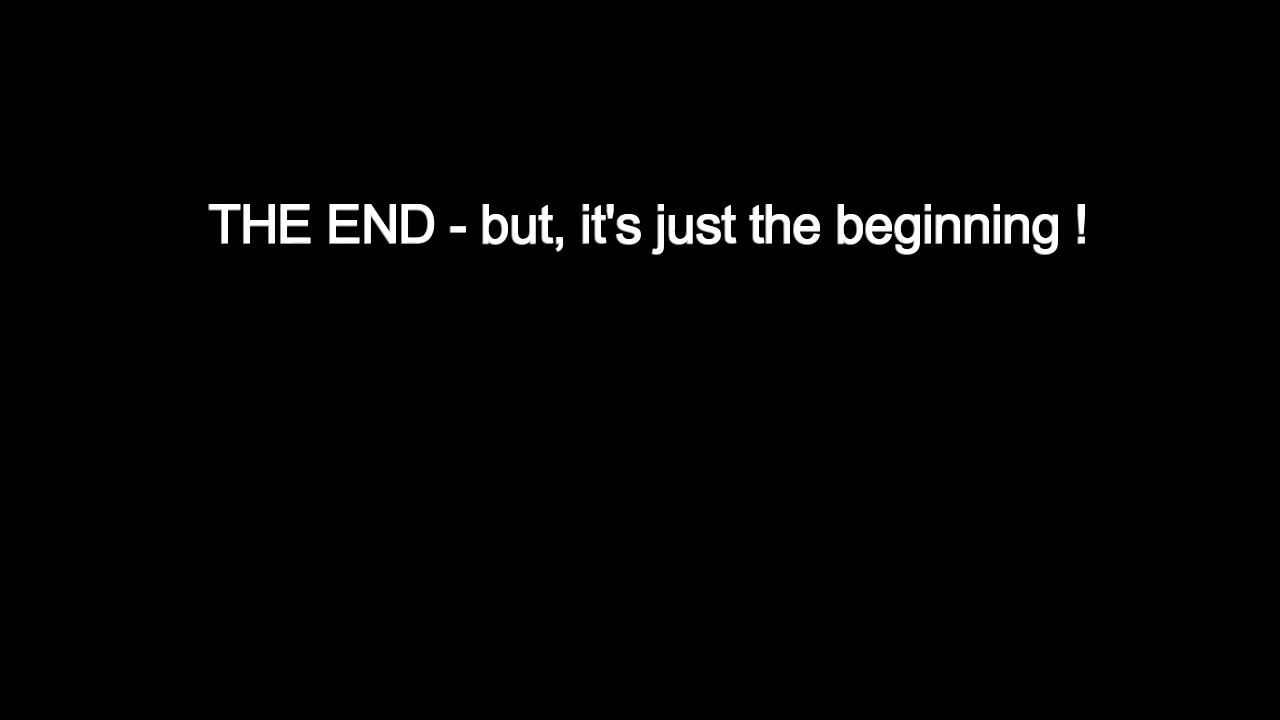 THE END - but, it's just the beginning !